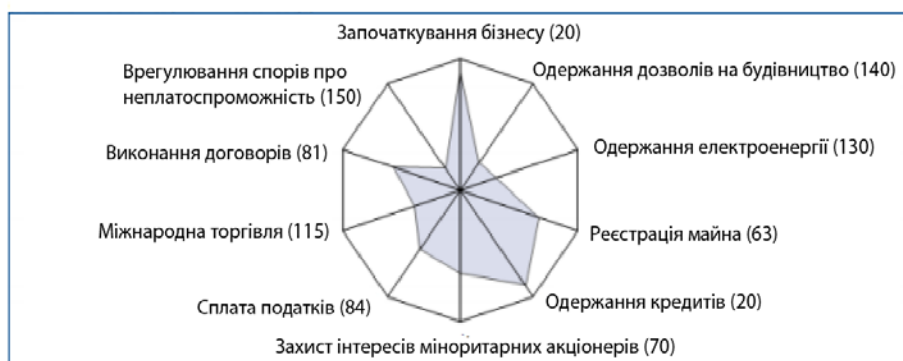 Започаткування бізнесу (20)
Одержання дозволів на будівництво (140)
Одержання електроенергії (130)
Реєстрація майна (63)
Одержання кредитів (20)
Захист інтересів міноритарних акціонерів (70)
Сплата податків (84)
Міжнародна торгівля (115)
Виконання договорів (81)
Врегулювання спорів про
неплатоспроможність (150)